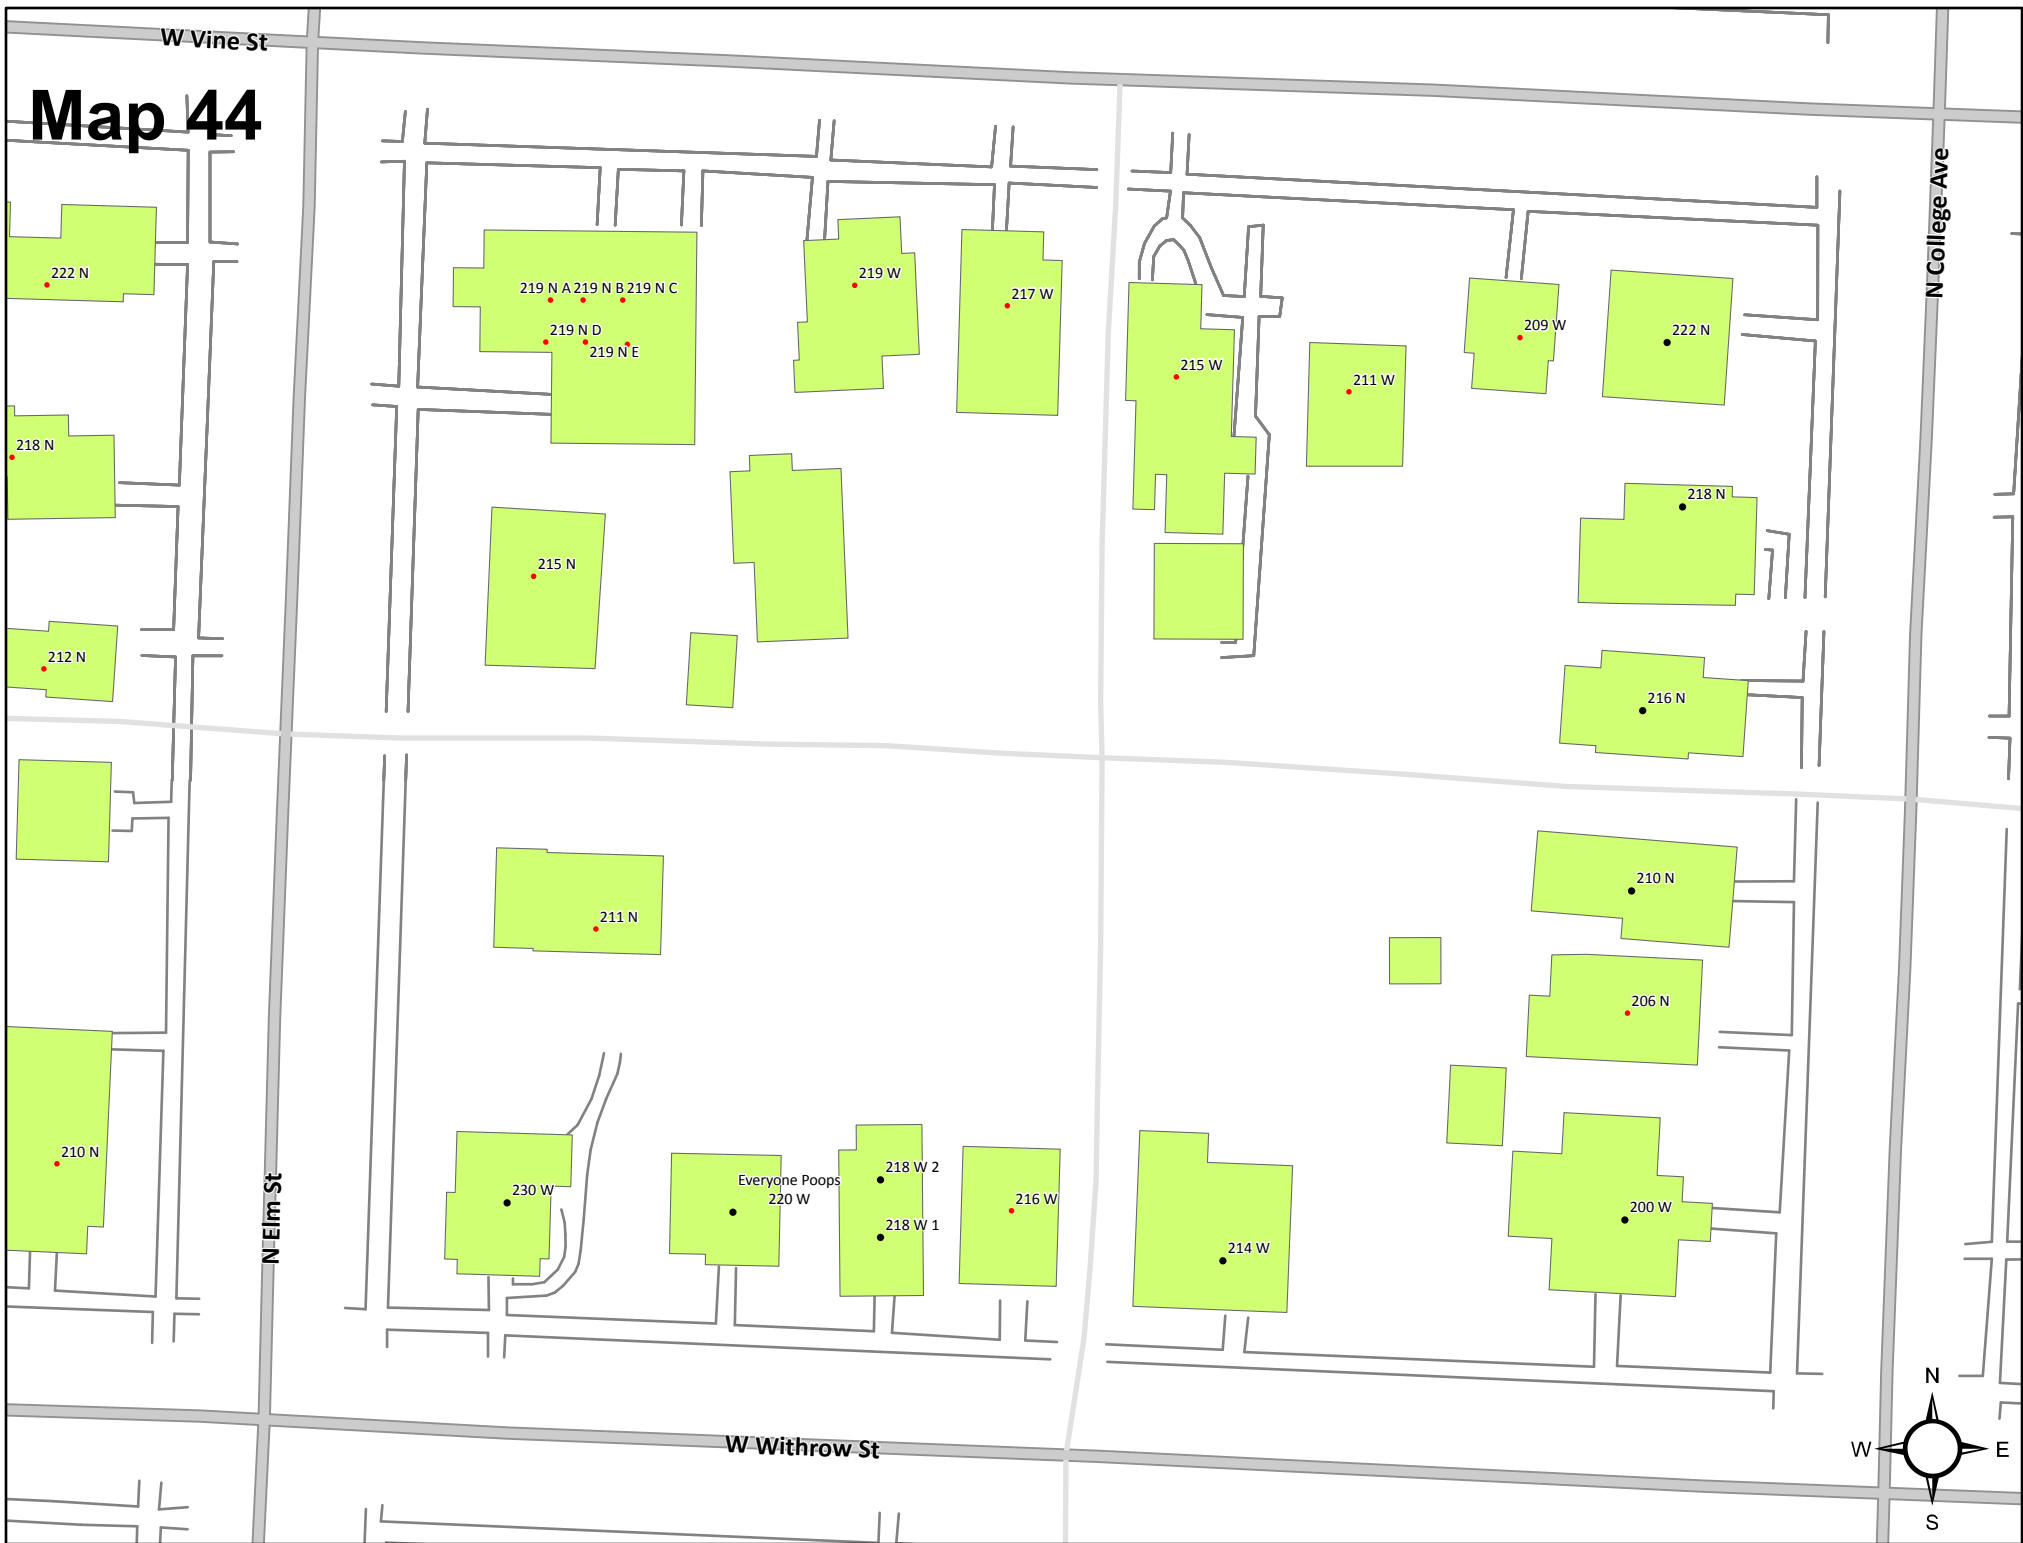 W Vine St
Map 44
N College Ave
222 N
219 N A
219 N B
219 N C
219 N D
219 N E
219 W
217 W
215 W
211 W
209 W
222 N
218 N
218 N
215 N
212 N
216 N
210 N
211 N
206 N
210 N
230 W
Everyone Poops
220 W
218 W 2
218 W 1
216 W
214 W
200 W
N Elm St
W Withrow St
N
W
E
S